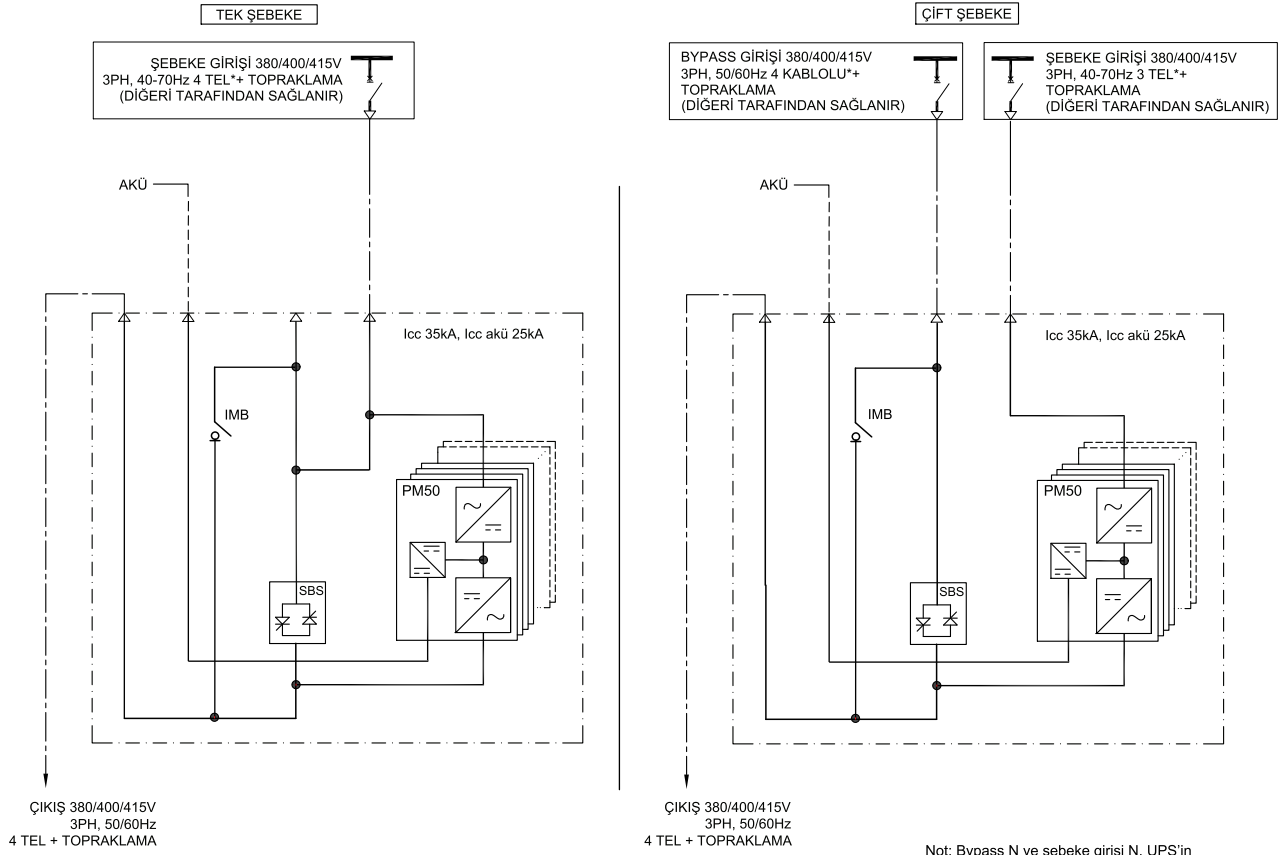 TEK ŞEBEKE
ŞEBEKE GİRİŞİ 380/400/415V
3PH, 40-70Hz 4 TEL*+ TOPRAKLAMA
(DİĞERİ TARAFINDAN SAĞLANIR)
AKÜ
Icc 35kA, Icc akü 25kA
IMB
PM50
SBS
ÇIKIŞ 380/400/415V
3PH, 50/60Hz
4 TEL + TOPRAKLAMA
ÇİFT ŞEBEKE
BYPASS GİRİŞİ 380/400/415V
3PH, 50/60Hz 4 KABLOLU*+
TOPRAKLAMA
(DİĞERİ TARAFINDAN SAĞLANIR)
ŞEBEKE GİRİŞİ 380/400/415V
3PH, 40-70Hz 3 TEL*+
TOPRAKLAMA
(DİĞERİ TARAFINDAN SAĞLANIR)
AKÜ
Icc 35kA, Icc akü 25kA
IMB
PM50
SBS
ÇIKIŞ 380/400/415V
3PH, 50/60Hz
4 TEL + TOPRAKLAMA
Not: Bypass N ve şebeke girişi N, UPS'in